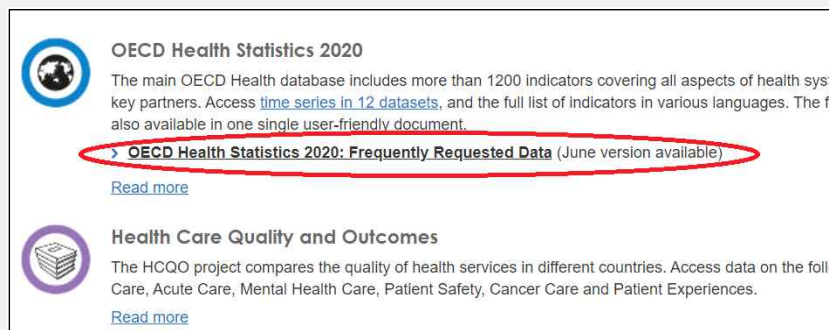 OECD Health Statistics 2020
The main OECD Health database includes more than 1200 indicators covering all aspects of health sys
key partners. Access time series in 12 datasets, and the full list of indicators in various languages. The f
also available in one single user-friendly document.
> OECD Health Statistics 2020: Frequently Requested Data (June version available)
Read more
Health Care Quality and Outcomes
The HCQO project compares the quality of health services in different countries. Access data on the foll
Care, Acute Care, Mental Health Care, Patient Safety, Cancer Care and Patient Experiences.
Read more